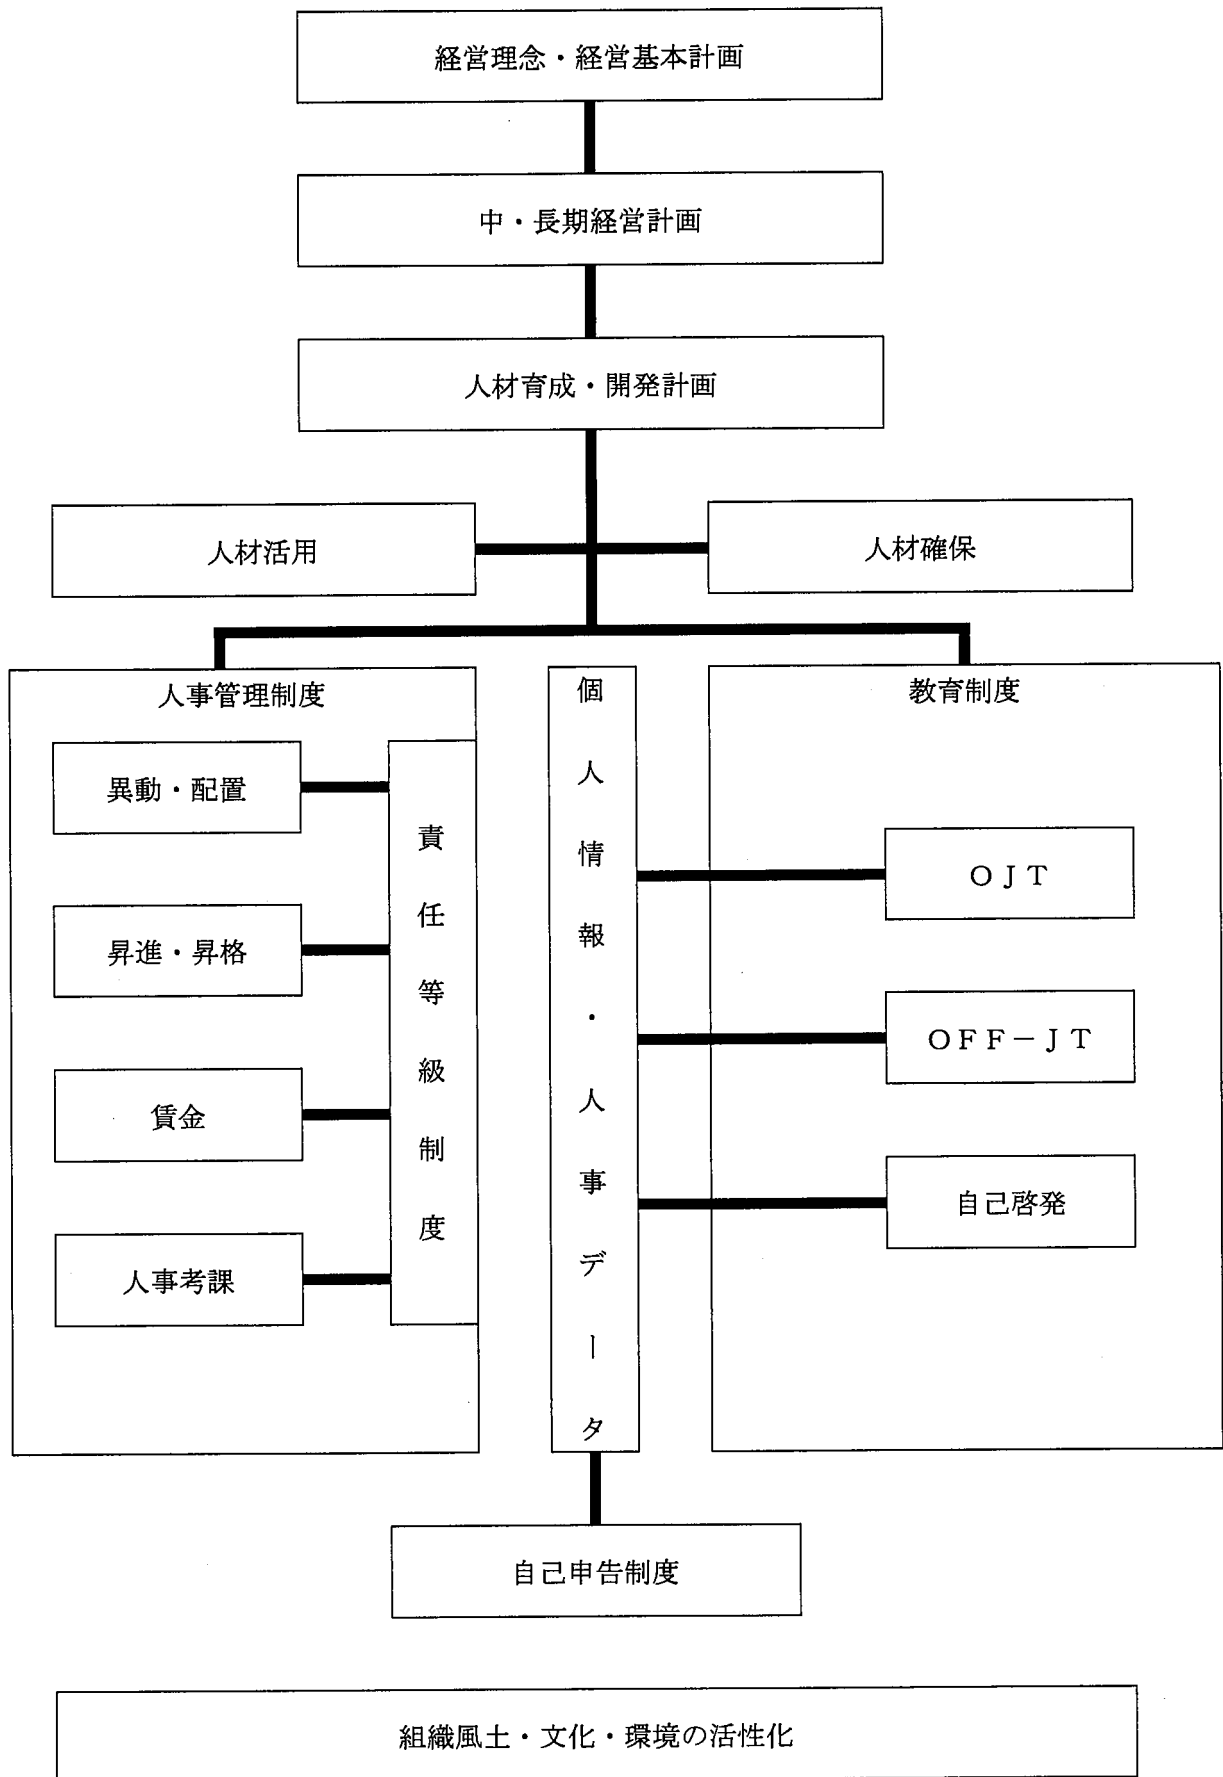 経営理念・経営基本計画
中・長期経営計画
人材育成・開発計画
人材活用
人材確保
人事管理制度
異動・配置
昇進・昇格
賃金
人事考課
責任等級制度
個人情報・人事データ
教育制度
ＯＪＴ
ＯＦＦ－ＪＴ
自己啓発
自己申告制度
組織風土・文化・環境の活性化